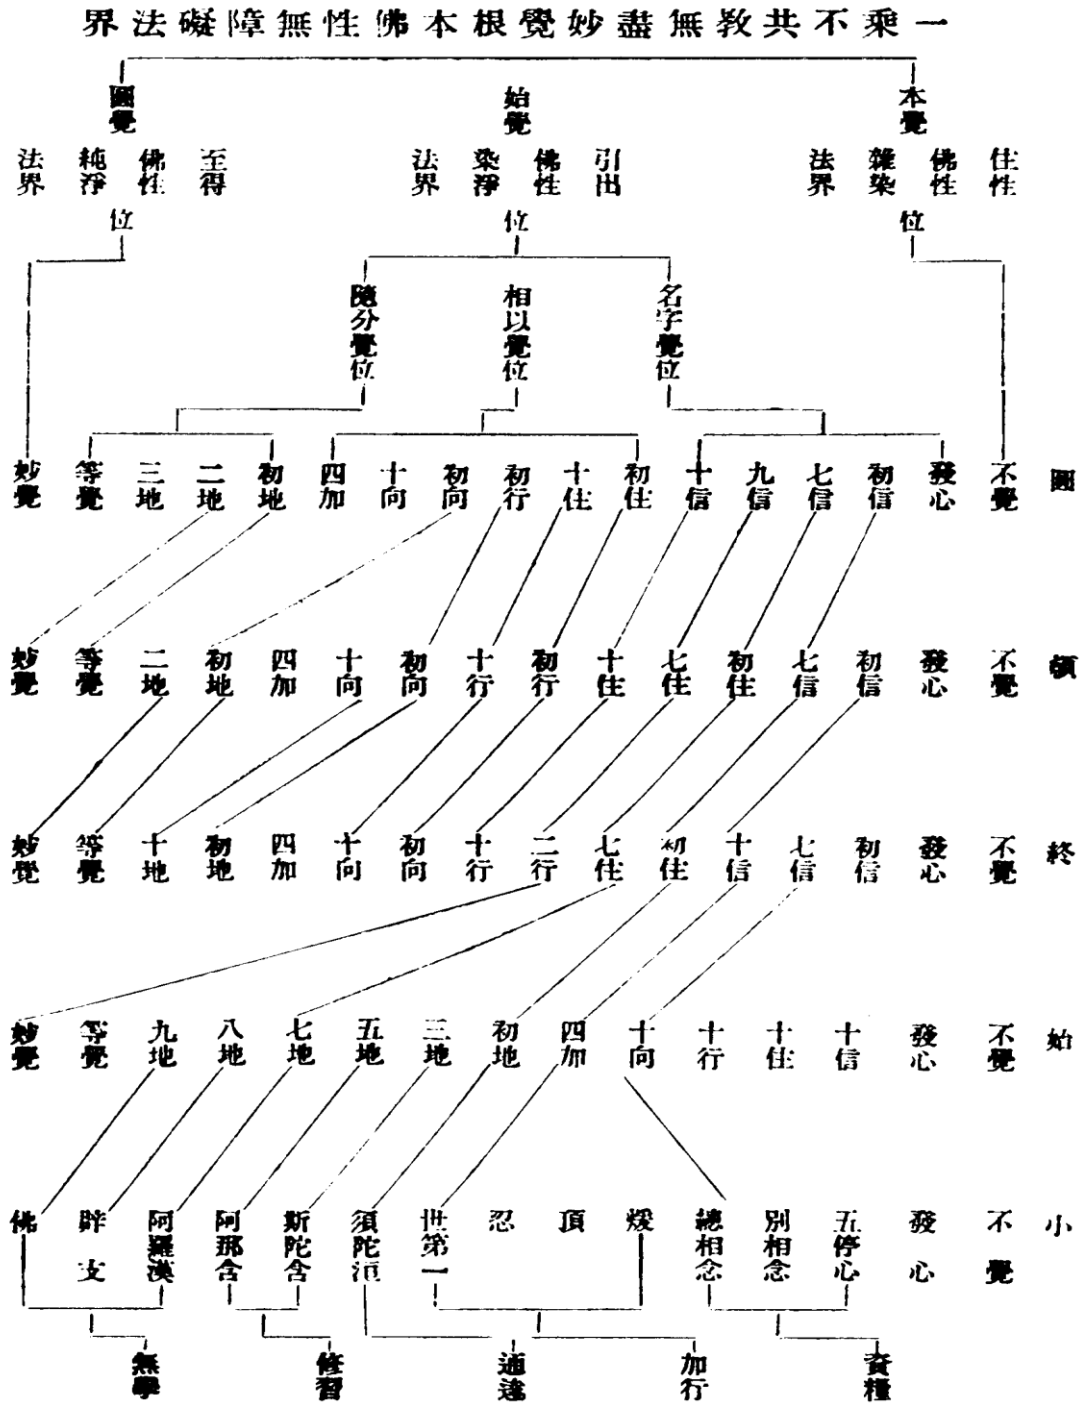 一乘不共教無盡妙覺根本佛性無障礙法界
本覺
始覺
圓覺
住性
佛性
雜染
法界
引出
佛性
染淨
法界
至得
佛性
純淨
法界
位
位
位
名字覺位
相以覺位
隨分覺位
圓
不覺
發心
初信
七信
九信
十信
初住
十住
初行
初向
十向
四加
初地
二地
三地
等覺
妙覺
頓
不覺
發心
初信
七信
初住
七住
十住
初行
十行
初向
十向
四加
初地
二地
等覺
妙覺
終
不覺
發心
初信
七信
十信
初住
七住
二行
十行
初向
十向
四加
初地
十地
等覺
妙覺
始
不覺
發心
十信
十住
十行
十向
四加
初地
三地
五地
七地
八地
九地
等覺
妙覺
小
不覺
發心
五停心
別相念
總相念
煖
頂
忍
世第一
須陀洹
斯陀含
阿那含
阿羅漢
辟支
佛
資糧
加行
通達
修習
無學